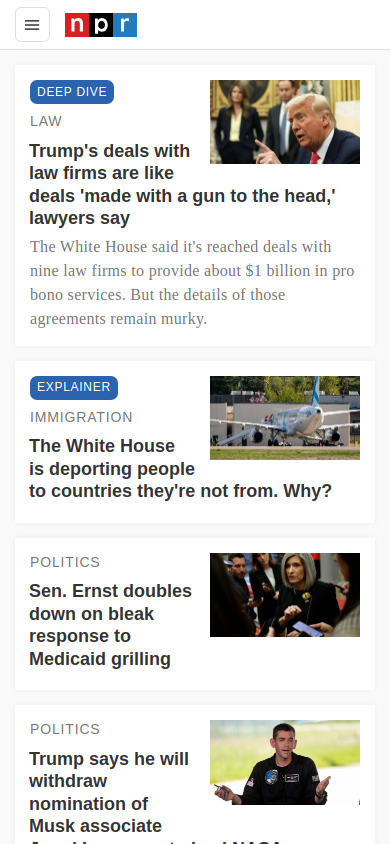 npr
DEEP DIVE
LAW
Trump's deals with
law firms are like
deals 'made with a gun to the head,'
lawyers say
The White House said it's reached deals with
nine law firms to provide about $1 billion in pro
bono services. But the details of those
agreements remain murky.
EXPLAINER
IMMIGRATION
The White House
is deporting people
to countries they're not from. Why?
POLITICS
Sen. Ernst doubles
down on bleak
response to
Medicaid grilling
POLITICS
Trump says he will
withdraw
nomination of
Musk associate